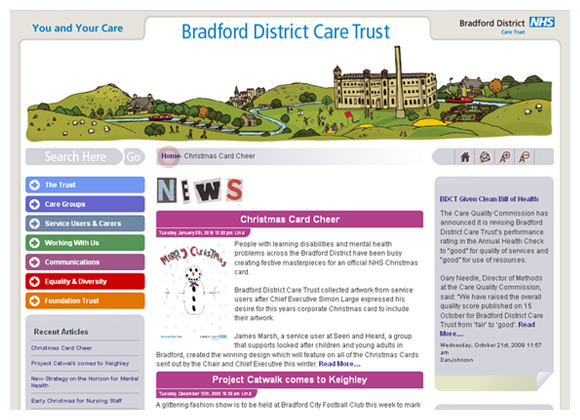 You and Your Care
Bradford District Care Trust
Bradford District NHS
Care Trust
Search Here Go
Home› Christmas Card Cheer
The Trust
Care Groups
Service Users & Carers
Working With Us
Communications
Equality & Diversity
Foundation Trust
Recent Articles
Christmas Card Cheer
Project Catwalk comes to Keighley
New Strategy on the Horizon for Mental
Health
Early Christmas for Nursing Staff
NEWS
Christmas Card Cheer
Tuesday January 5th, 2010 12:03 pm
Merry Christmas
People with learning disabilities and mental health
problems across the Bradford District have been busy
creating festive masterpieces for an official NHS Christmas
card.
Bradford District Care Trust collected artwork from service
users after Chief Executive Simon Large expressed his
desire for this years corporate Christmas card to include
their artwork.
James Marsh, a service user at Seen and Heard, a group
that supports looked after children and young adults in
Bradford, created the winning design which will feature on all of the Christmas Cards
sent out by the Chair and Chief Executive this winter. Read More...
Project Catwalk comes to Keighley
Tuesday December 15th, 2009
A glittering fashion show is to be held at Bradford City Football Club this week to mark
BDCT Given Clean Bill of Health
The Care Quality Commission has
announced it is revising Bradford
District Care Trust's performance
rating in the Annual Health Check
to "good" for quality of services and
"good" for use of resources.
Gary Needle, Director of Methods
at the Care Quality Commission,
said: "We have raised the overall
quality score published on 15
October for Bradford District Care
Trust from 'fair' to 'good'. Read
More...
Wednesday, October 21st, 2009 11:57
am
DanJohnson